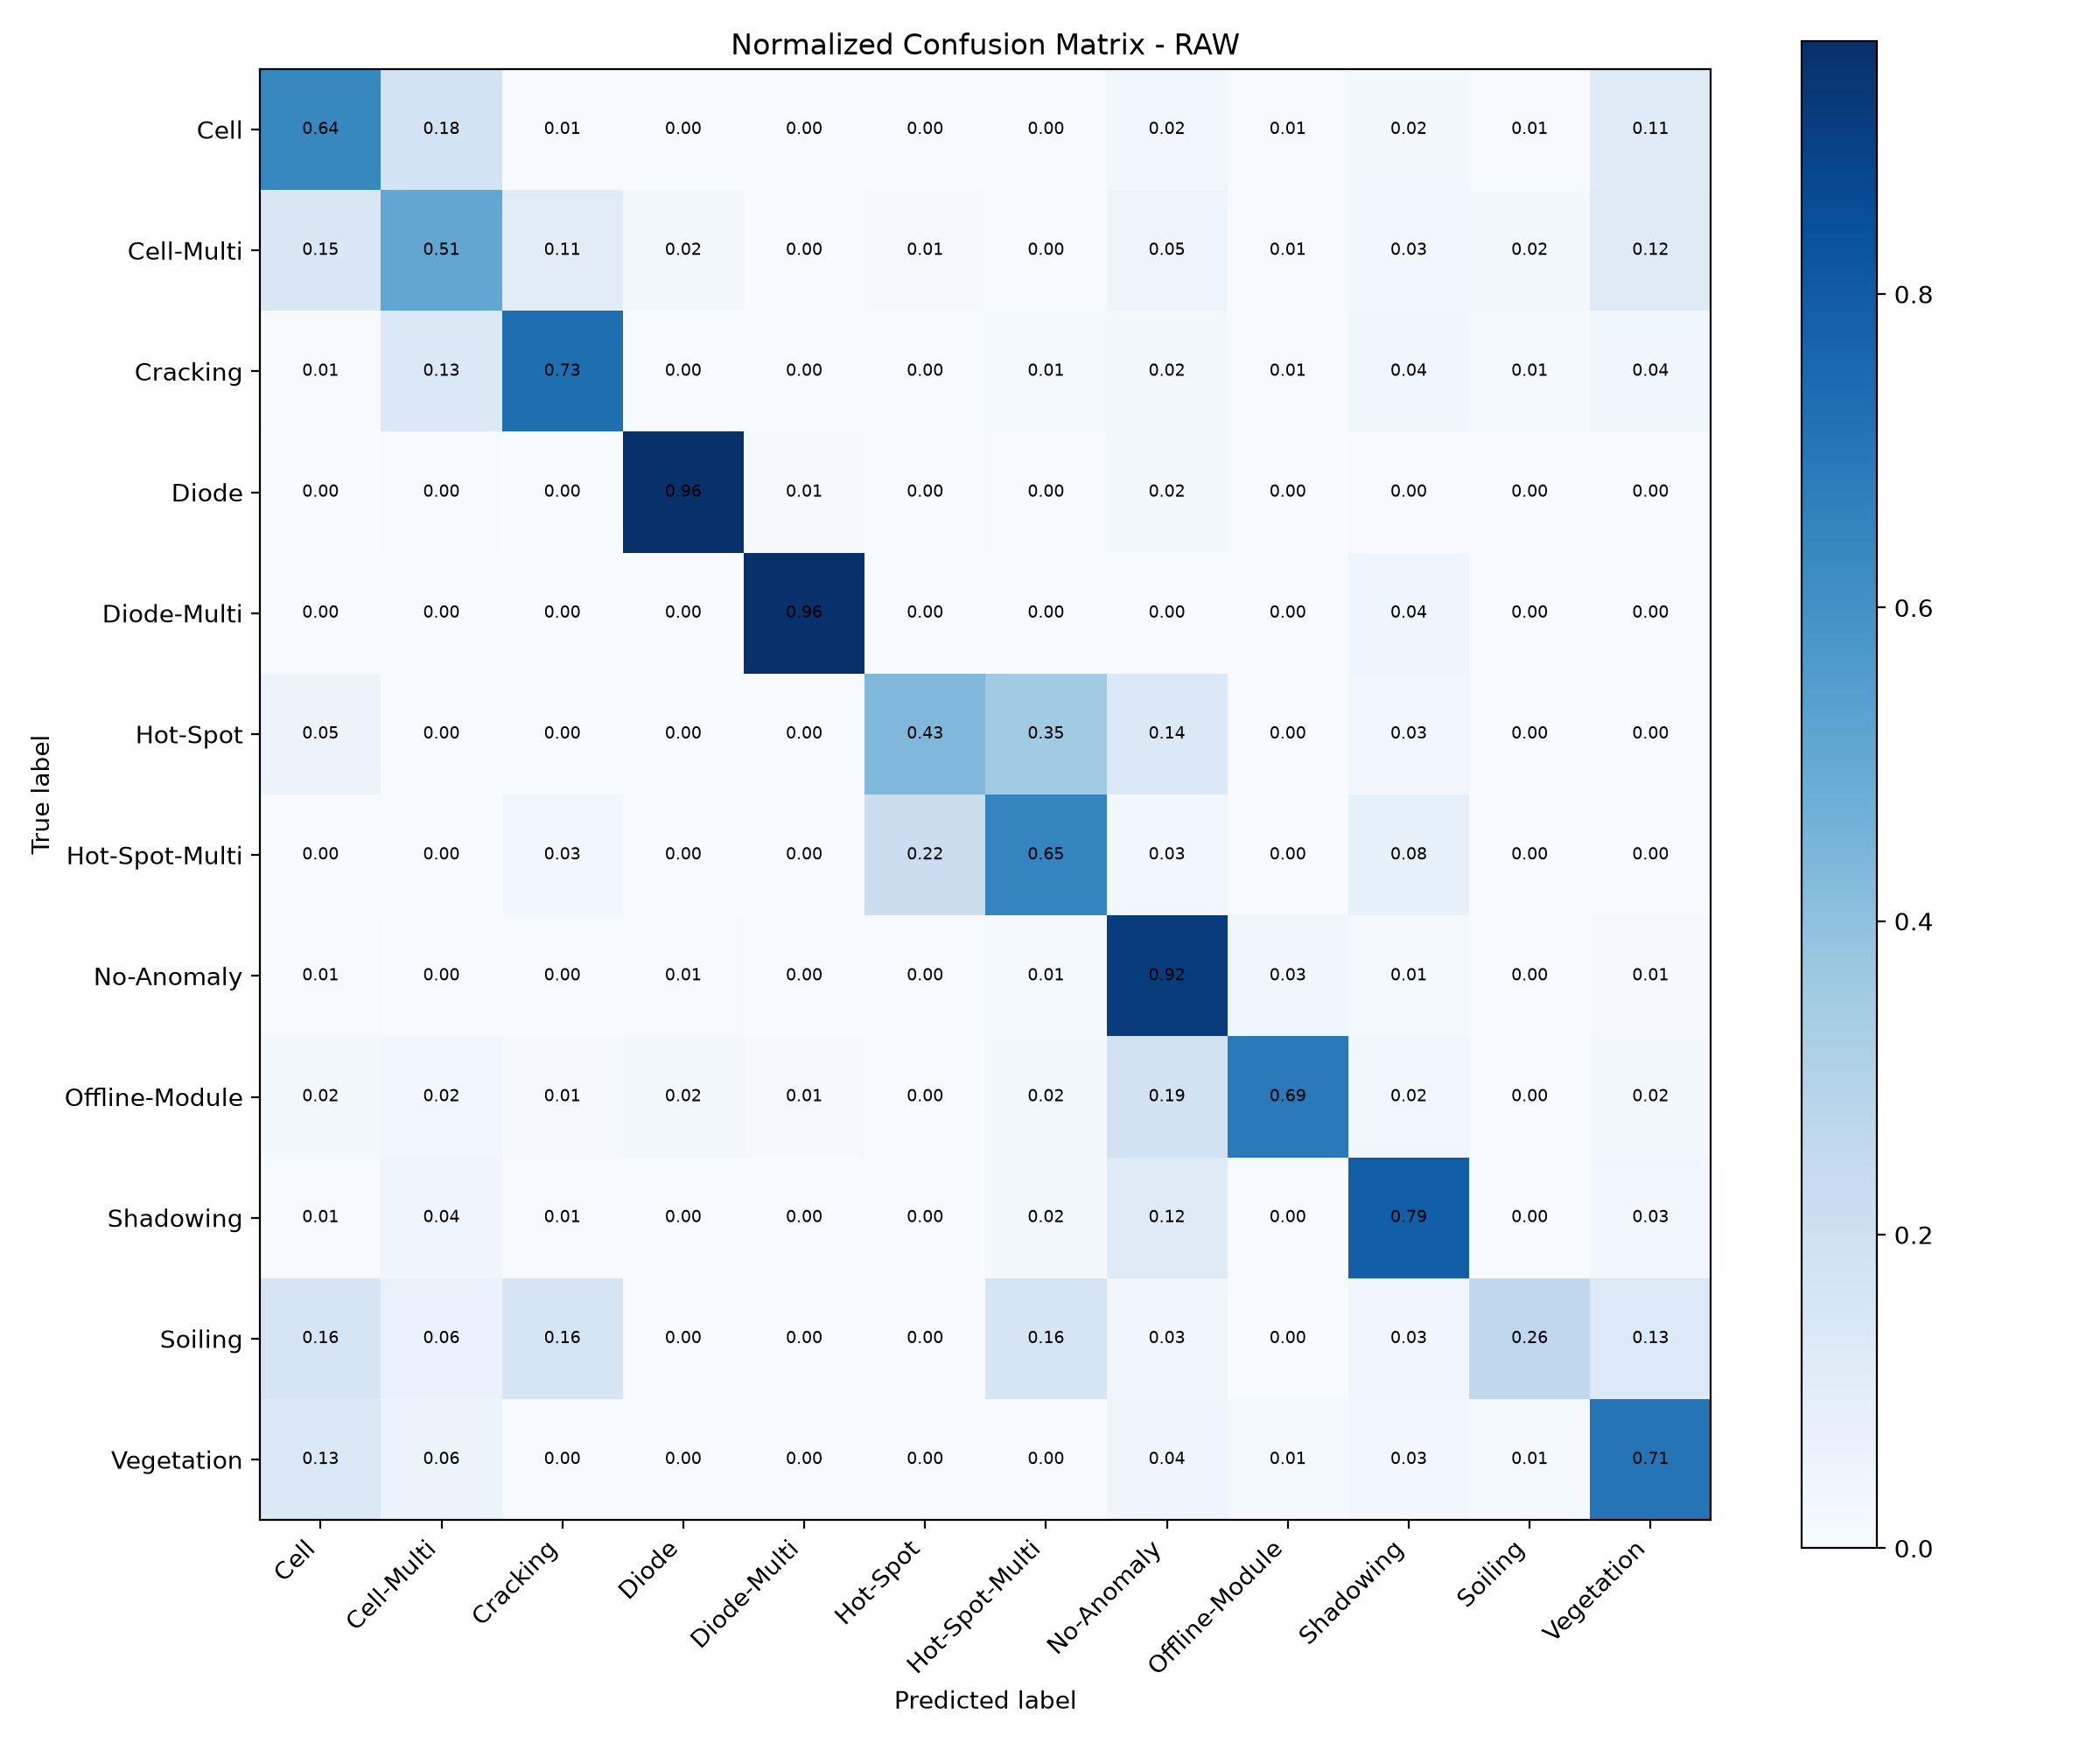 Normalized Confusion Matrix - RAW
Cell 0.64 0.18 0.01 0.00 0.00 0.00 0.00 0.02 0.01 0.02 0.01 0.11
Cell-Multi 0.15 0.51 0.11 0.02 0.00 0.01 0.00 0.05 0.01 0.03 0.02 0.12
Cracking 0.01 0.13 0.73 0.00 0.00 0.00 0.01 0.02 0.01 0.04 0.01 0.04
Diode 0.00 0.00 0.00 0.96 0.01 0.00 0.00 0.02 0.00 0.00 0.00 0.00
Diode-Multi 0.00 0.00 0.00 0.00 0.96 0.00 0.00 0.00 0.00 0.04 0.00 0.00
Hot-Spot 0.05 0.00 0.00 0.00 0.00 0.43 0.35 0.14 0.00 0.03 0.00 0.00
Hot-Spot-Multi 0.00 0.00 0.03 0.00 0.00 0.22 0.65 0.03 0.00 0.08 0.00 0.00
No-Anomaly 0.01 0.00 0.00 0.01 0.00 0.00 0.01 0.92 0.03 0.01 0.00 0.01
Offline-Module 0.02 0.02 0.01 0.02 0.01 0.00 0.02 0.19 0.69 0.02 0.00 0.02
Shadowing 0.01 0.04 0.01 0.00 0.00 0.00 0.02 0.12 0.00 0.79 0.00 0.03
Soiling 0.16 0.06 0.16 0.00 0.00 0.00 0.16 0.03 0.00 0.03 0.26 0.13
Vegetation 0.13 0.06 0.00 0.00 0.00 0.00 0.00 0.04 0.01 0.03 0.01 0.71
True label
Cell Cell-Multi Cracking Diode Diode-Multi Hot-Spot Hot-Spot-Multi No-Anomaly Offline-Module Shadowing Soiling Vegetation
Predicted label
0.8
0.6
0.4
0.2
0.0